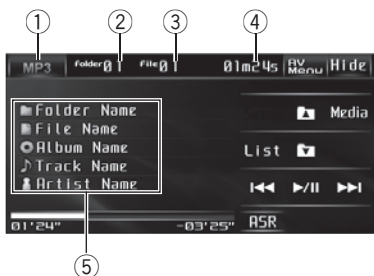 ① ② ③ ④
MP3 folder 01 File 01 01m24s AV Menu Hide
Folder Name
Media
File Name
Album Name
List
Track Name
Artist Name
01'24" -03'25" ASR
⑤